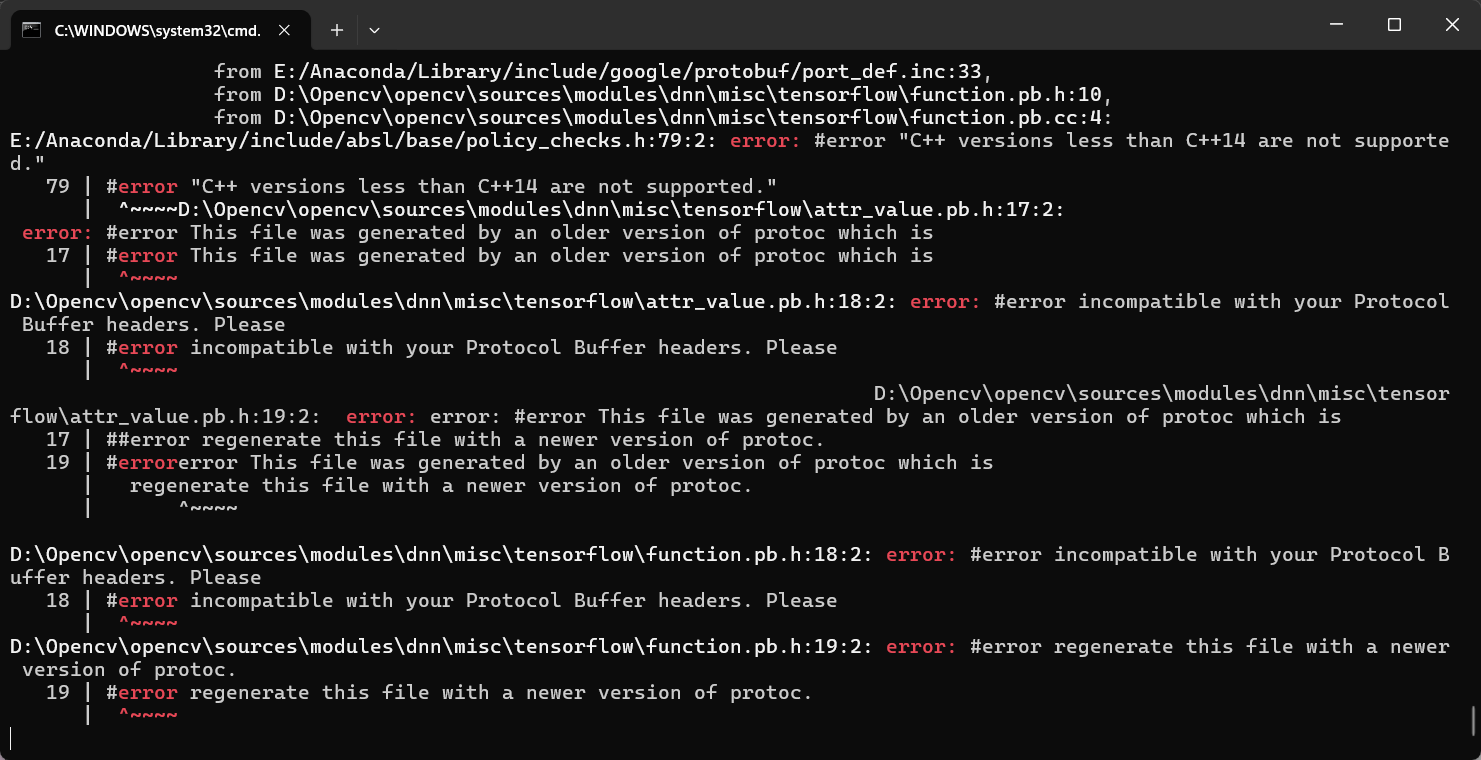 C:\WINDOWS\system32\cmd.
from E:/Anaconda/Library/include/google/protobuf/port_def.inc:33,
from D:\Opencv\opencv\sources\modules\dnn\misc\tensorflow\function.pb.h:10,
from D:\Opencv\opencv\sources\modules\dnn\misc\tensorflow\function.pb.cc:4:
E:/Anaconda/Library/include/absl/base/policy_checks.h:79:2: error: #error "C++ versions less than C++14 are not supporte
d."
79 | #error "C++ versions less than C++14 are not supported."
| ^~~~~D:\Opencv\opencv\sources\modules\dnn\misc\tensorflow\attr_value.pb.h:17:2:
error: #error This file was generated by an older version of protoc which is
17 | #error This file was generated by an older version of protoc which is
| ^~~~~
D:\Opencv\opencv\sources\modules\dnn\misc\tensorflow\attr_value.pb.h:18:2: error: #error incompatible with your Protocol
Buffer headers. Please
18 | #error incompatible with your Protocol Buffer headers. Please
| ^~~~~
D:\Opencv\opencv\sources\modules\dnn\misc\tensor
flow\attr_value.pb.h:19:2:  error: error: #error This file was generated by an older version of protoc which is
17 | ##error regenerate this file with a newer version of protoc.
19 | #errorerror This file was generated by an older version of protoc which is
| regenerate this file with a newer version of protoc.
| ^~~~~
D:\Opencv\opencv\sources\modules\dnn\misc\tensorflow\function.pb.h:18:2: error: #error incompatible with your Protocol B
uffer headers. Please
18 | #error incompatible with your Protocol Buffer headers. Please
| ^~~~~
D:\Opencv\opencv\sources\modules\dnn\misc\tensorflow\function.pb.h:19:2: error: #error regenerate this file with a newer
version of protoc.
19 | #error regenerate this file with a newer version of protoc.
| ^~~~~